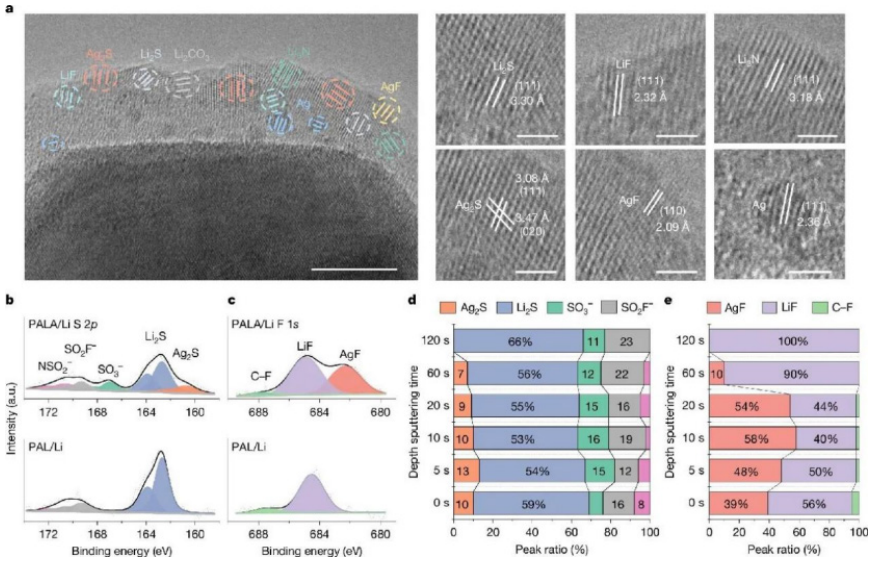 a
LiF
Ag₂S
Li₂S
Li₂CO₃
Li₃N
AgF
Ag
Li₂S
(111)
3.30 Å
LiF
(111)
2.32 Å
Li₃N
(111)
3.18 Å
Ag₂S
3.08 Å
(111)
3.47 Å
(020)
AgF
(110)
2.09 Å
Ag
(111)
2.36 Å
b
PALA/Li S 2p
NSO₂⁻
SO₂F⁻
SO₃⁻
Li₂S
Ag₂S
PAL/Li
Intensity (a.u.)
172 168 164 160
Binding energy (eV)
c
PALA/Li F 1s
C–F
LiF
AgF
PAL/Li
688 684 680
Binding energy (eV)
d
Ag₂S Li₂S SO₃⁻ SO₂F⁻
Depth sputtering time
120 s 66% 11 23
60 s 7 56% 12 22
20 s 9 55% 15 16
10 s 10 53% 16 19
5 s 13 54% 15 12
0 s 10 59% 16 8
0 20 40 60 80 100
Peak ratio (%)
e
AgF LiF C–F
Depth sputtering time
120 s 100%
60 s 10 90%
20 s 54% 44%
10 s 58% 40%
5 s 48% 50%
0 s 39% 56%
0 20 40 60 80 100
Peak ratio (%)